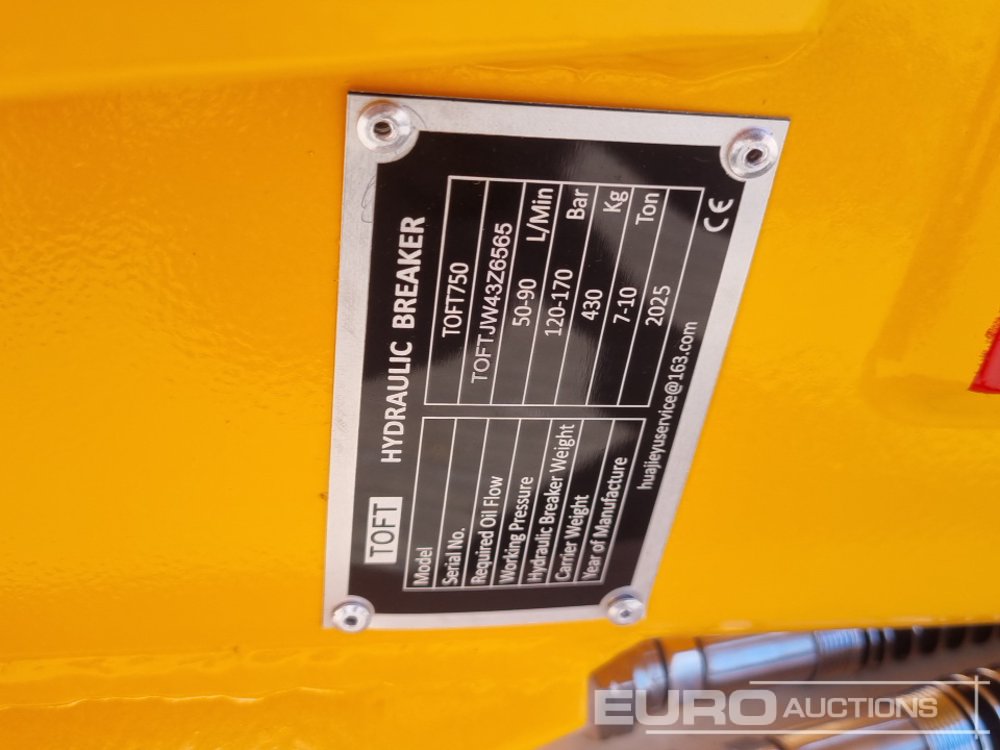 TOFT HYDRAULIC BREAKER
Model TOFT750
Serial No. TOFTJW43Z6565
Required Oil Flow 50-90 L/Min
Working Pressure 120-170 Bar
Hydraulic Breaker Weight 430 Kg
Carrier Weight 7-10 Ton
Year of Manufacture 2025
huajieyuservice@163.com CE
EURO AUCTIONS